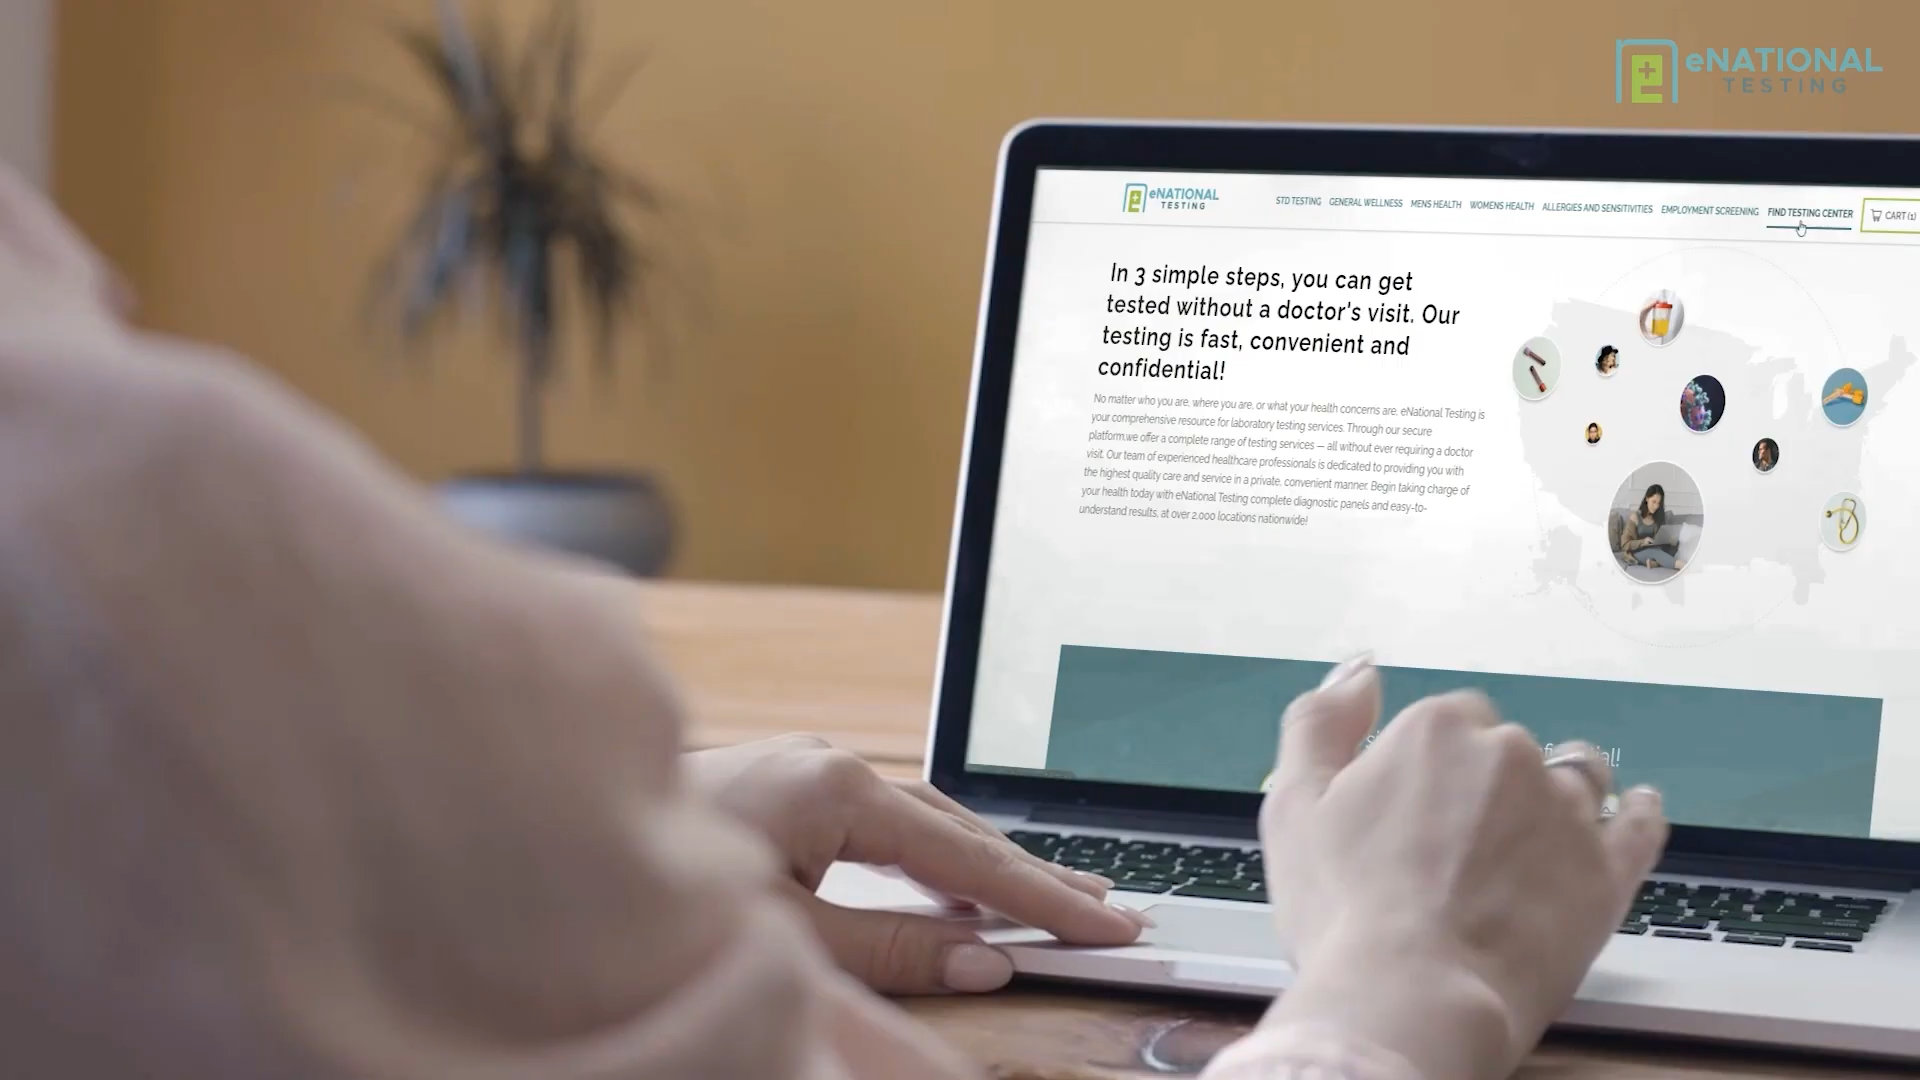 eNATIONAL
TESTING
eNATIONAL
TESTING
STD TESTING GENERAL WELLNESS MENS HEALTH WOMENS HEALTH ALLERGIES AND SENSITIVITIES EMPLOYMENT SCREENING FIND TESTING CENTER CART (1)
In 3 simple steps, you can get
tested without a doctor's visit. Our
testing is fast, convenient and
confidential!
No matter who you are, where you are, or what your health concerns are, eNational Testing is
your comprehensive resource for laboratory testing services. Through our secure
platform,we offer a complete range of testing services — all without ever requiring a doctor
visit. Our team of experienced healthcare professionals is dedicated to providing you with
the highest quality care and service in a private, convenient manner. Begin taking charge of
your health today with eNational Testing complete diagnostic panels and easy-to-
understand results, at over 2,000 locations nationwide!